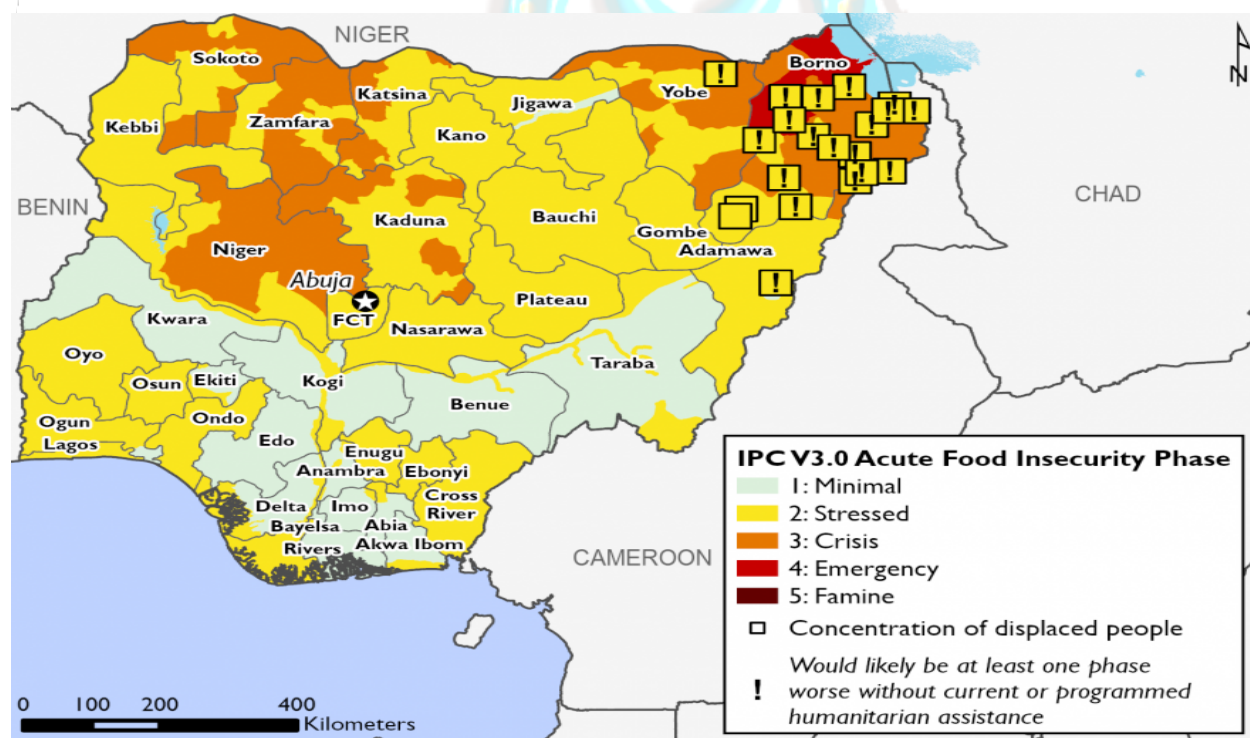 NIGER
N
Sokoto
Borno
Katsina
Yobe
Jigawa
Kebbi
Zamfara
Kano
BENIN
CHAD
Kaduna
Bauchi
Gombe
Niger
Adamawa
Abuja
Plateau
FCT
Kwara
Nasarawa
Oyo
Taraba
Osun
Ekiti
Kogi
Benue
Ogun
Ondo
Lagos
Edo
Enugu
Anambra
Ebonyi
Cross
River
Delta
Imo
Bayelsa
Abia
Rivers
Akwa Ibom
CAMEROON
IPC V3.0 Acute Food Insecurity Phase
1: Minimal
2: Stressed
3: Crisis
4: Emergency
5: Famine
Concentration of displaced people
! Would likely be at least one phase
worse without current or programmed
humanitarian assistance
0 100 200 400
Kilometers